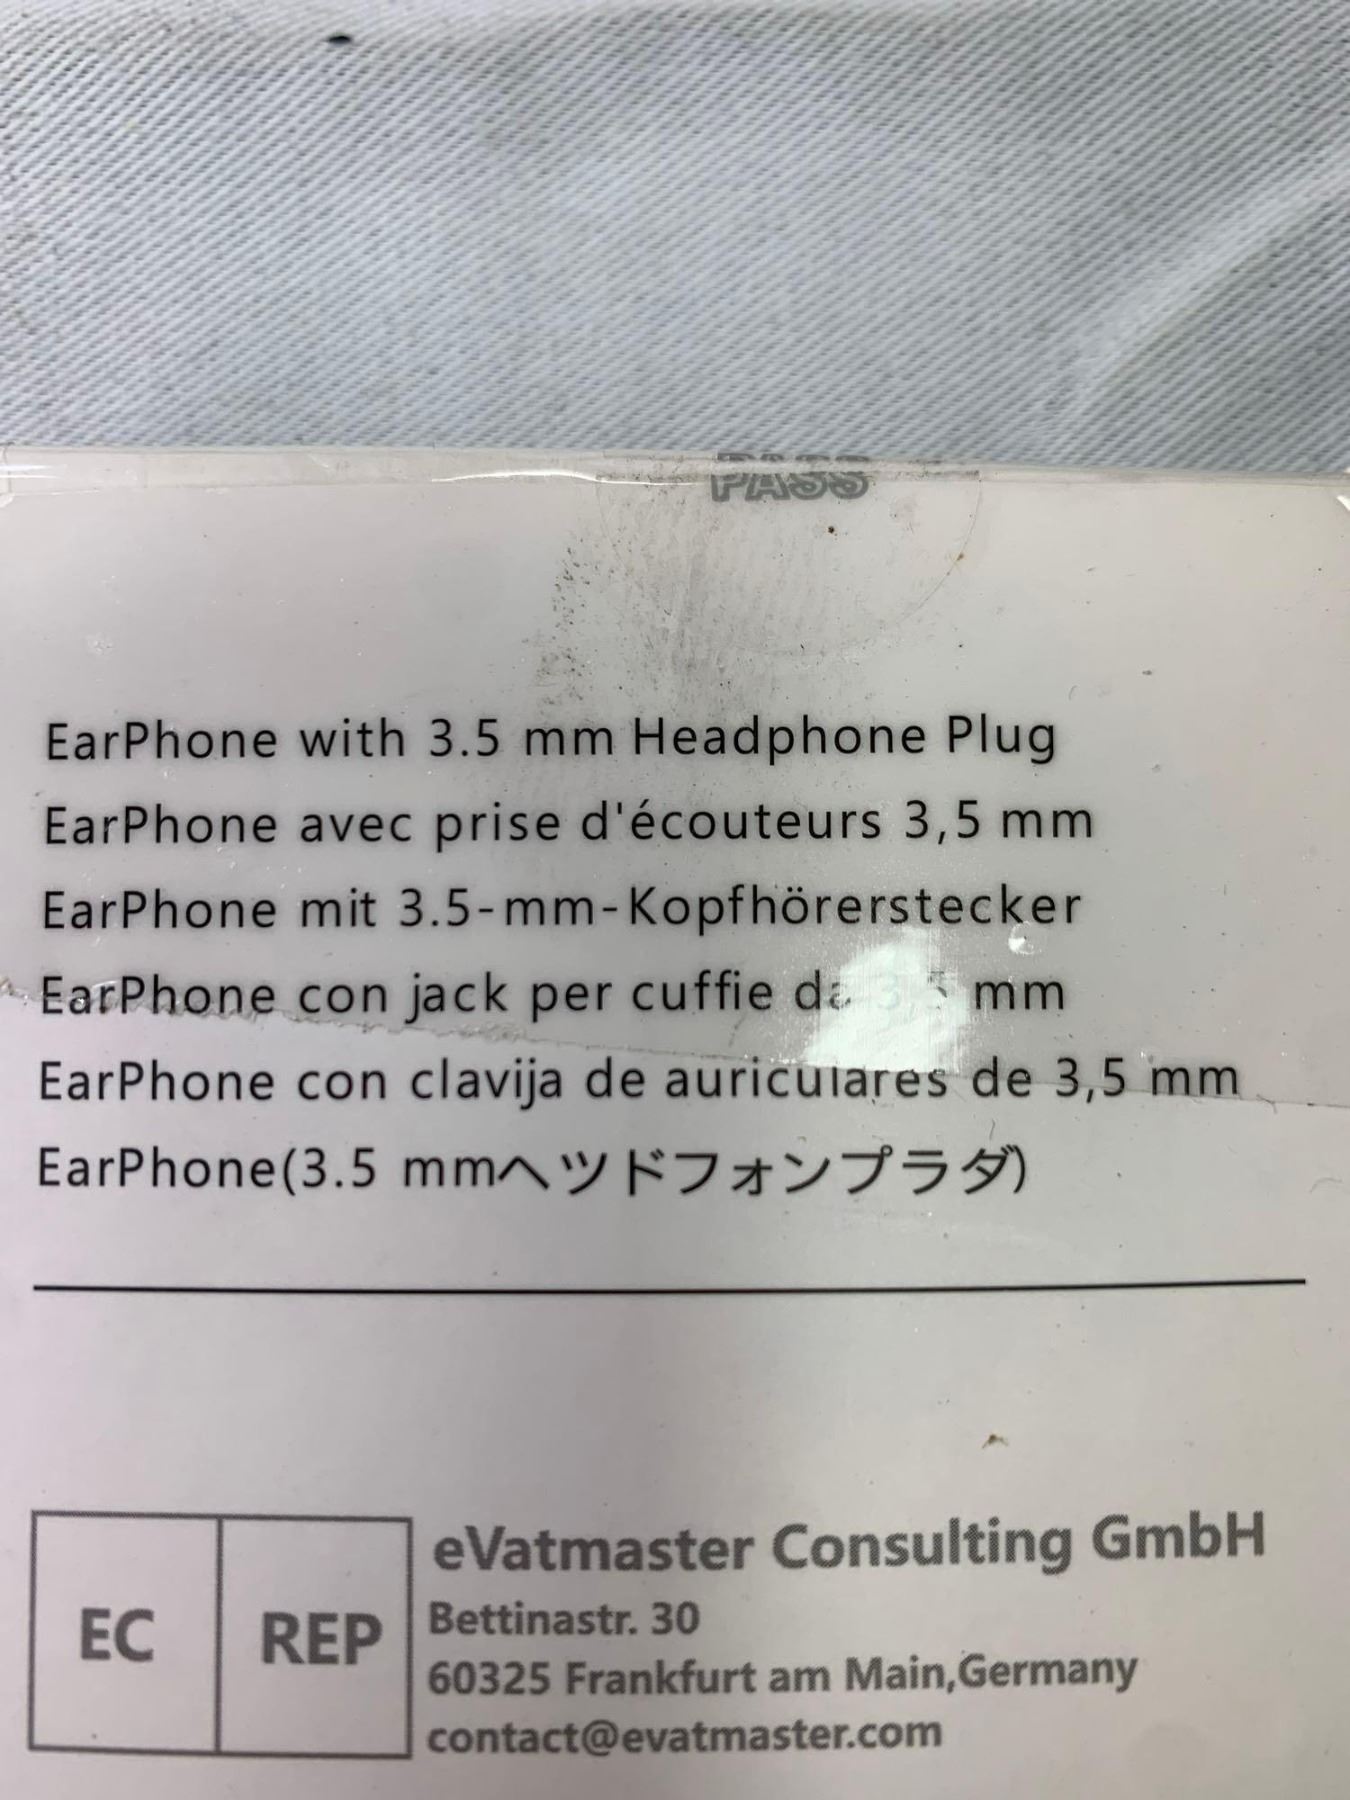 PASS
EarPhone with 3.5 mm Headphone Plug
EarPhone avec prise d'écouteurs 3,5 mm
EarPhone mit 3.5-mm-Kopfhörerstecker
EarPhone con jack per cuffie da 3,5 mm
EarPhone con clavija de auriculares de 3,5 mm
EarPhone(3.5 mmヘツドフォンプラダ)
EC REP
eVatmaster Consulting GmbH
Bettinastr. 30
60325 Frankfurt am Main,Germany
contact@evatmaster.com